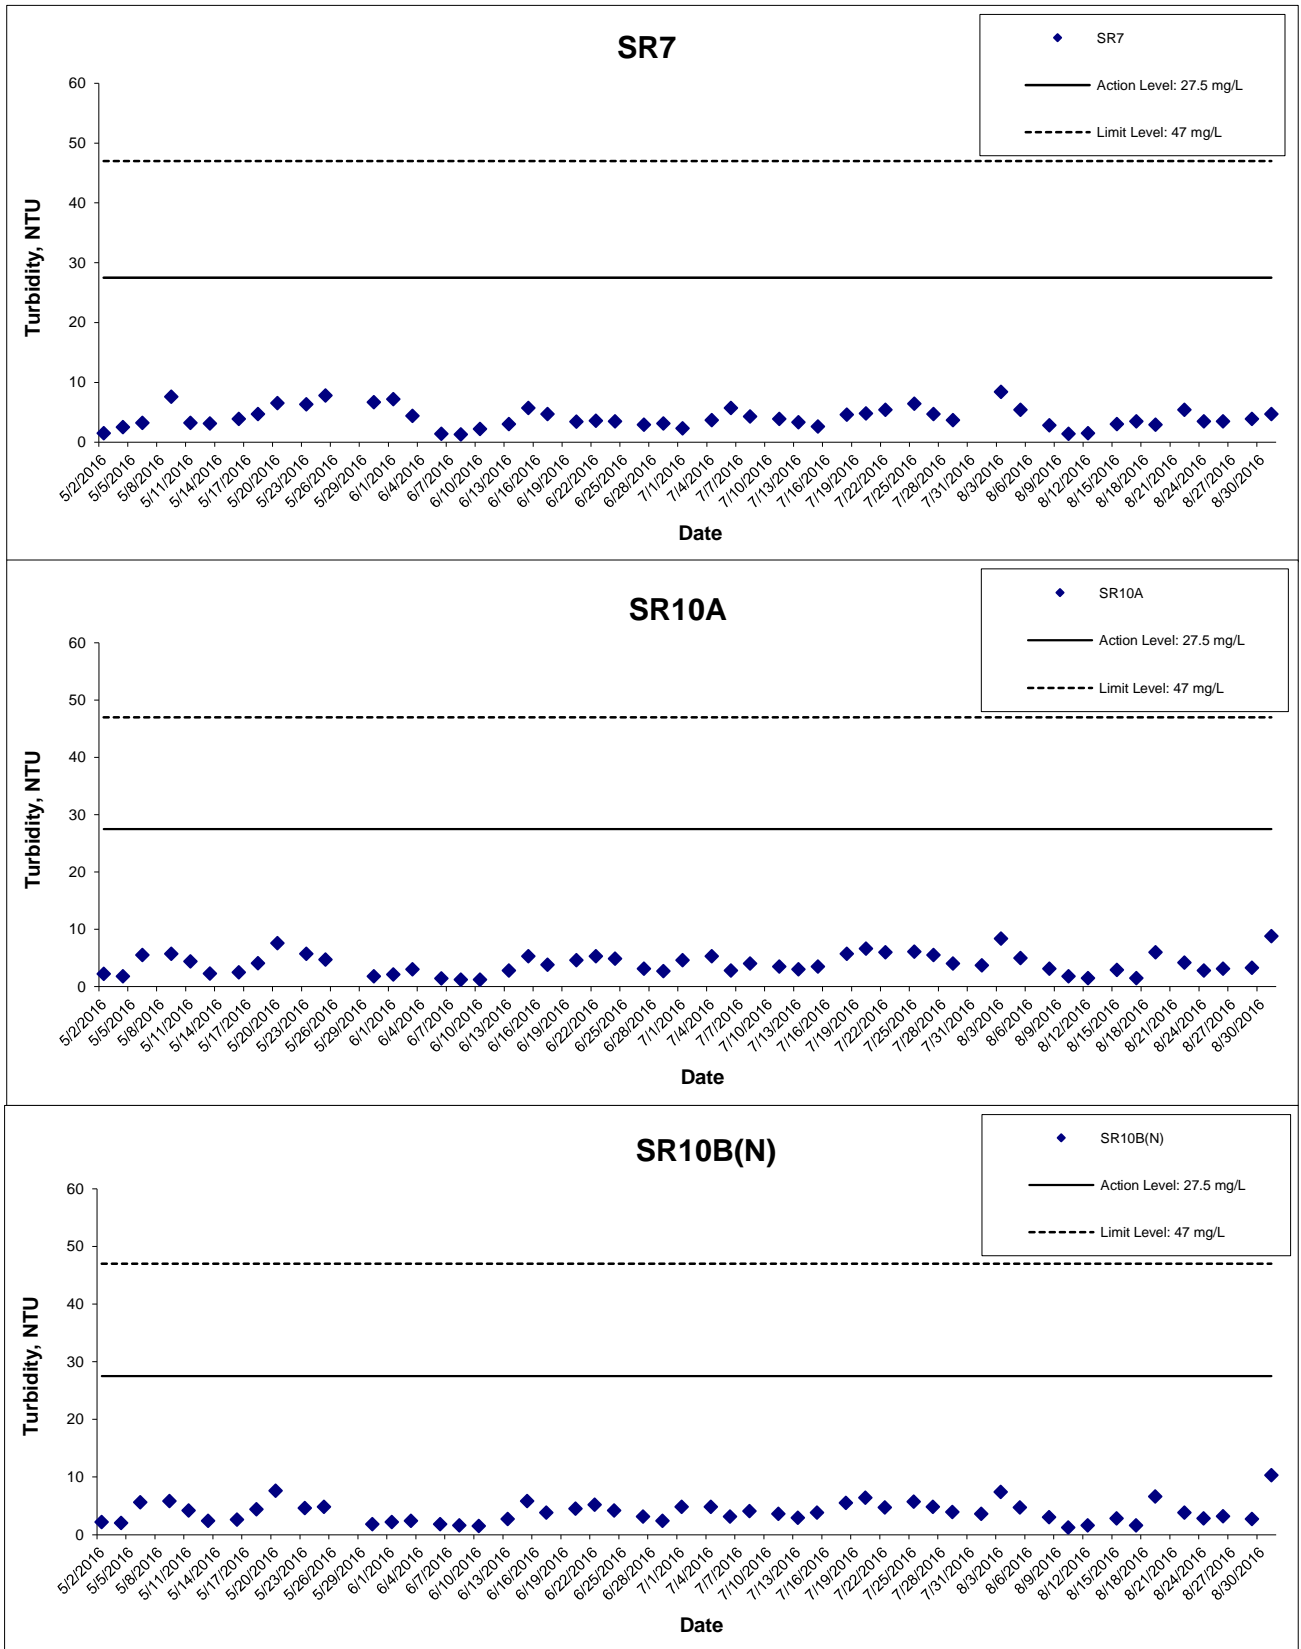 SR7
SR7
Action Level: 27.5 mg/L
Limit Level: 47 mg/L
60
50
40
30
20
10
0
Turbidity, NTU
5/2/2016 5/5/2016 5/8/2016 5/11/2016 5/14/2016 5/17/2016 5/20/2016 5/23/2016 5/26/2016 5/29/2016 6/1/2016 6/4/2016 6/7/2016 6/10/2016 6/13/2016 6/16/2016 6/19/2016 6/22/2016 6/25/2016 6/28/2016 7/1/2016 7/4/2016 7/7/2016 7/10/2016 7/13/2016 7/16/2016 7/19/2016 7/22/2016 7/25/2016 7/28/2016 7/31/2016 8/3/2016 8/6/2016 8/9/2016 8/12/2016 8/15/2016 8/18/2016 8/21/2016 8/24/2016 8/27/2016 8/30/2016
Date
SR10A
SR10A
Action Level: 27.5 mg/L
Limit Level: 47 mg/L
60
50
40
30
20
10
0
Turbidity, NTU
5/2/2016 5/5/2016 5/8/2016 5/11/2016 5/14/2016 5/17/2016 5/20/2016 5/23/2016 5/26/2016 5/29/2016 6/1/2016 6/4/2016 6/7/2016 6/10/2016 6/13/2016 6/16/2016 6/19/2016 6/22/2016 6/25/2016 6/28/2016 7/1/2016 7/4/2016 7/7/2016 7/10/2016 7/13/2016 7/16/2016 7/19/2016 7/22/2016 7/25/2016 7/28/2016 7/31/2016 8/3/2016 8/6/2016 8/9/2016 8/12/2016 8/15/2016 8/18/2016 8/21/2016 8/24/2016 8/27/2016 8/30/2016
Date
SR10B(N)
SR10B(N)
Action Level: 27.5 mg/L
Limit Level: 47 mg/L
60
50
40
30
20
10
0
Turbidity, NTU
5/2/2016 5/5/2016 5/8/2016 5/11/2016 5/14/2016 5/17/2016 5/20/2016 5/23/2016 5/26/2016 5/29/2016 6/1/2016 6/4/2016 6/7/2016 6/10/2016 6/13/2016 6/16/2016 6/19/2016 6/22/2016 6/25/2016 6/28/2016 7/1/2016 7/4/2016 7/7/2016 7/10/2016 7/13/2016 7/16/2016 7/19/2016 7/22/2016 7/25/2016 7/28/2016 7/31/2016 8/3/2016 8/6/2016 8/9/2016 8/12/2016 8/15/2016 8/18/2016 8/21/2016 8/24/2016 8/27/2016 8/30/2016
Date